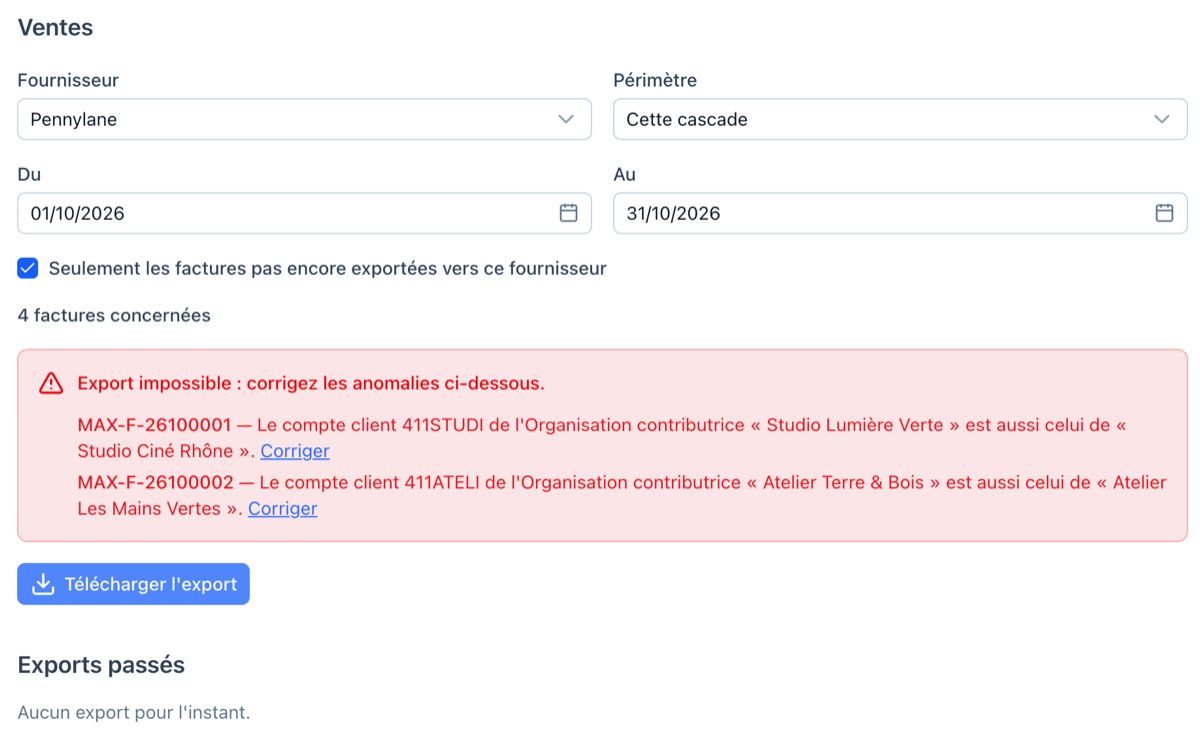 Ventes
Fournisseur
Périmètre
Pennylane
Cette cascade
Du
Au
01/10/2026
31/10/2026
Seulement les factures pas encore exportées vers ce fournisseur
4 factures concernées
Export impossible : corrigez les anomalies ci-dessous.
MAX-F-26100001 — Le compte client 411STUDI de l'Organisation contributrice « Studio Lumière Verte » est aussi celui de «
Studio Ciné Rhône ». Corriger
MAX-F-26100002 — Le compte client 411ATELI de l'Organisation contributrice « Atelier Terre & Bois » est aussi celui de « Atelier
Les Mains Vertes ». Corriger
Télécharger l'export
Exports passés
Aucun export pour l'instant.